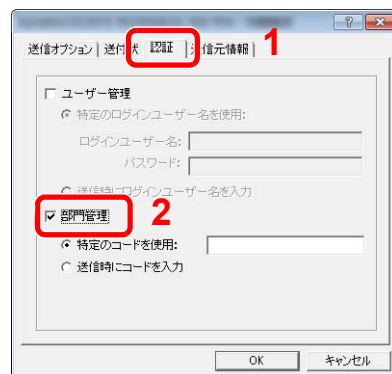 送信オプション 送付状 認証 送信元情報 1
ユーザー管理
特定のログインユーザー名を使用:
ログインユーザー名:
パスワード:
送信時にログインユーザー名を入力
部門管理 2
特定のコードを使用:
送信時にコードを入力
OK キャンセル